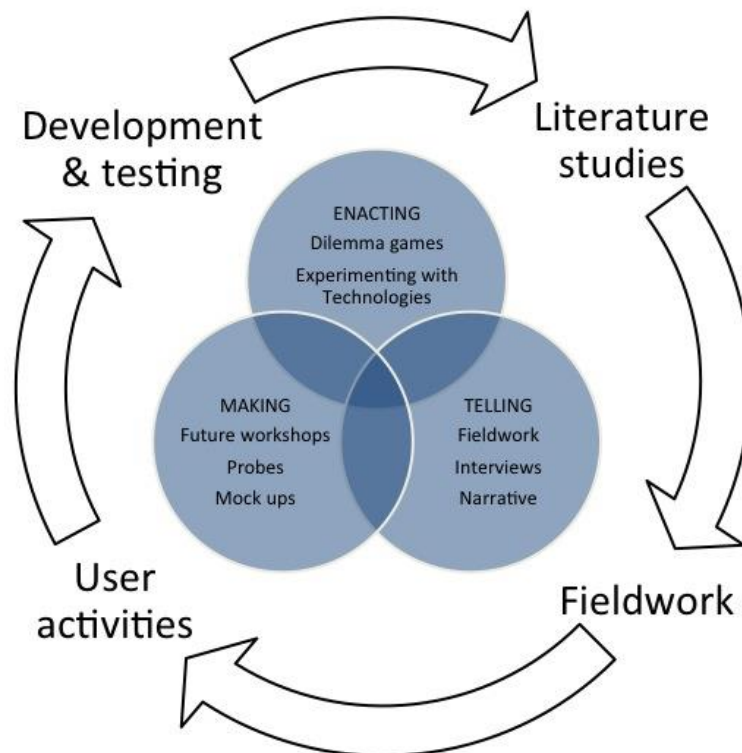 Development
& testing
Literature
studies
ENACTING
Dilemma games
Experimenting with
Technologies
MAKING
Future workshops
Probes
Mock ups
TELLING
Fieldwork
Interviews
Narrative
User
activities
Fieldwork